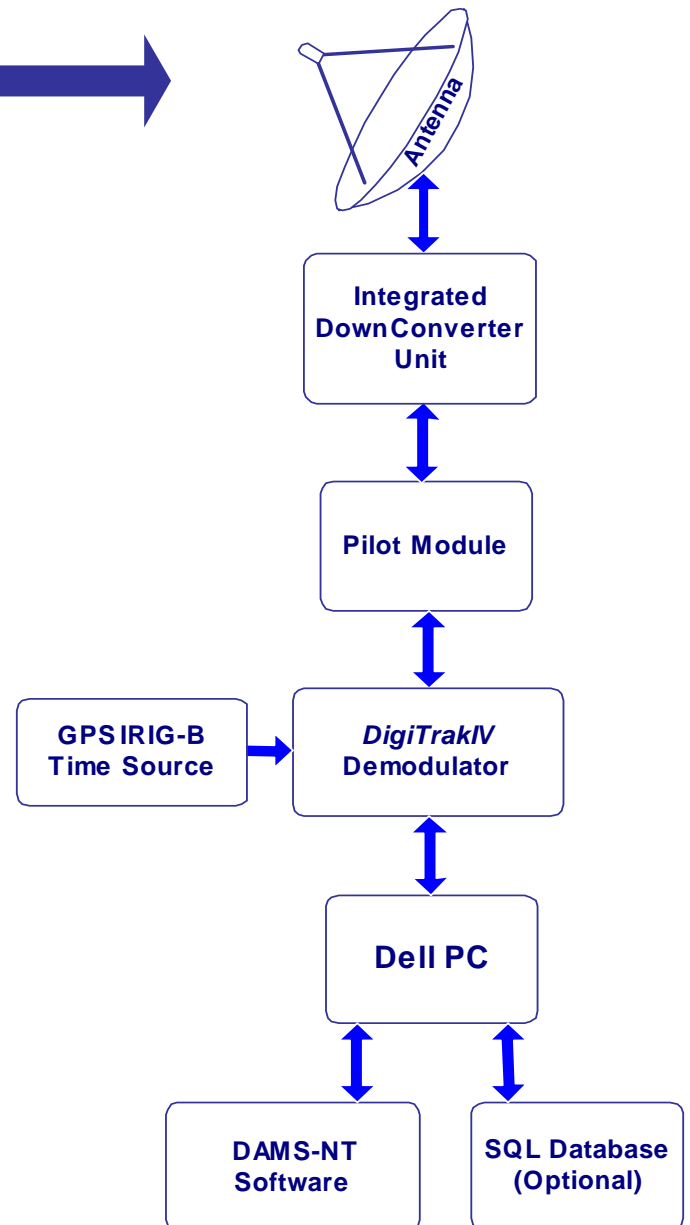 Antenna
Integrated
DownConverter
Unit
Pilot Module
GPS IRIG-B
Time Source
DigiTrakIV
Demodulator
Dell PC
DAMS-NT
Software
SQL Database
(Optional)